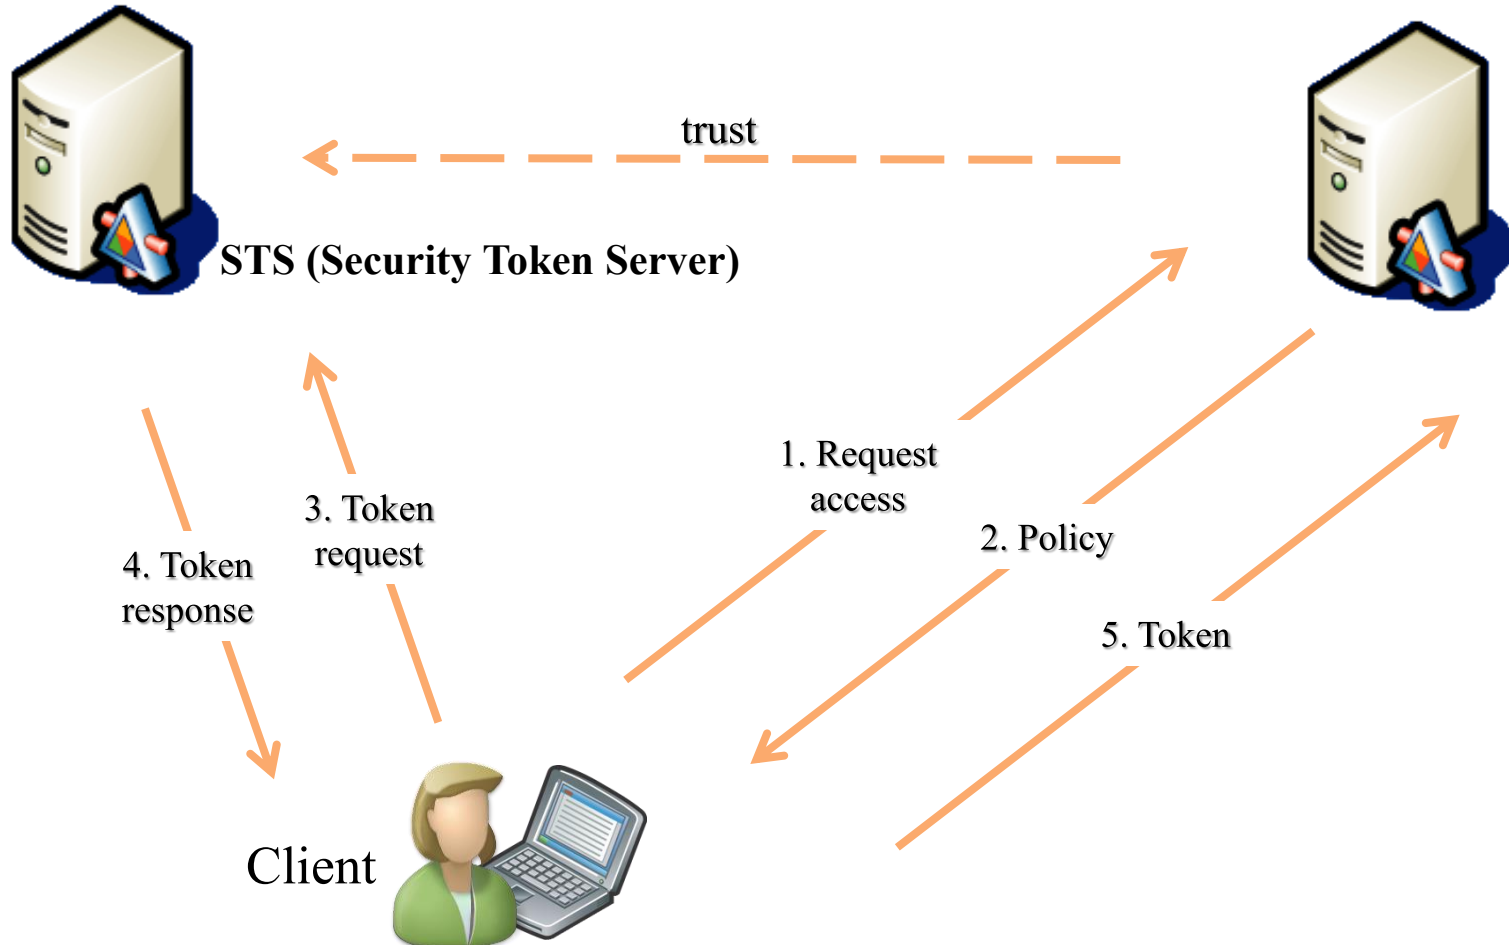 trust
STS (Security Token Server)
1. Request
access
3. Token
request
2. Policy
4. Token
response
5. Token
Client